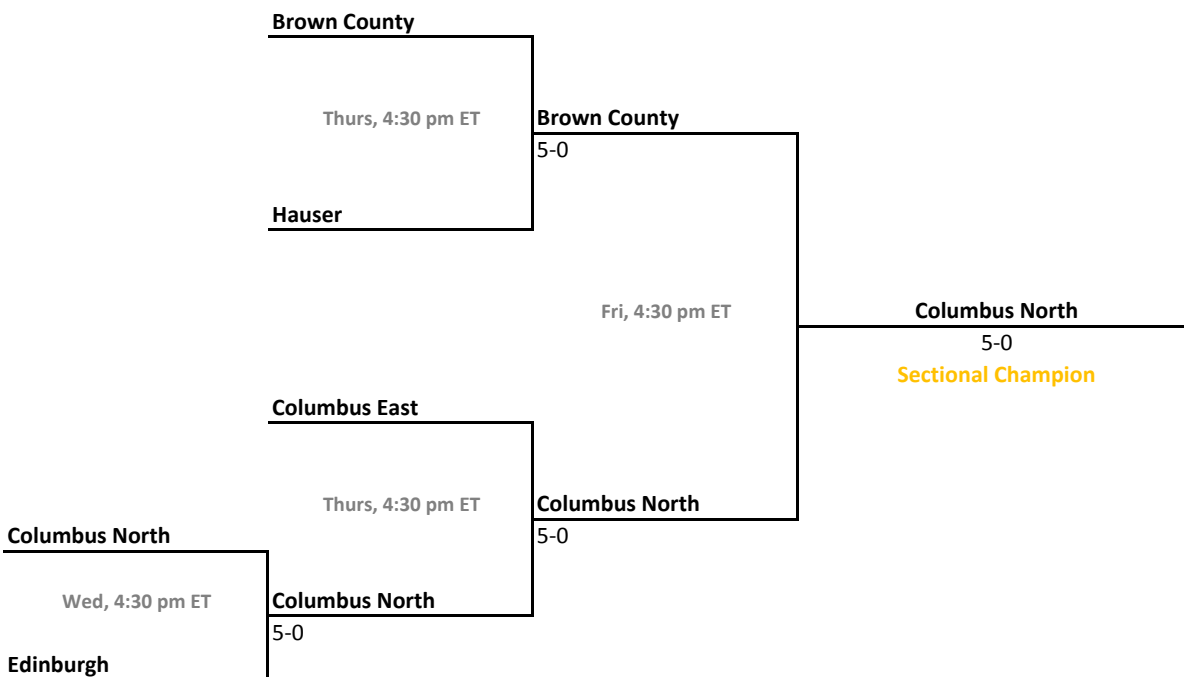 Brown County
Thurs, 4:30 pm ET
Brown County
5-0
Hauser
Fri, 4:30 pm ET
Columbus North
5-0
Sectional Champion
Columbus East
Thurs, 4:30 pm ET
Columbus North
5-0
Columbus North
Wed, 4:30 pm ET
Columbus North
5-0
Edinburgh